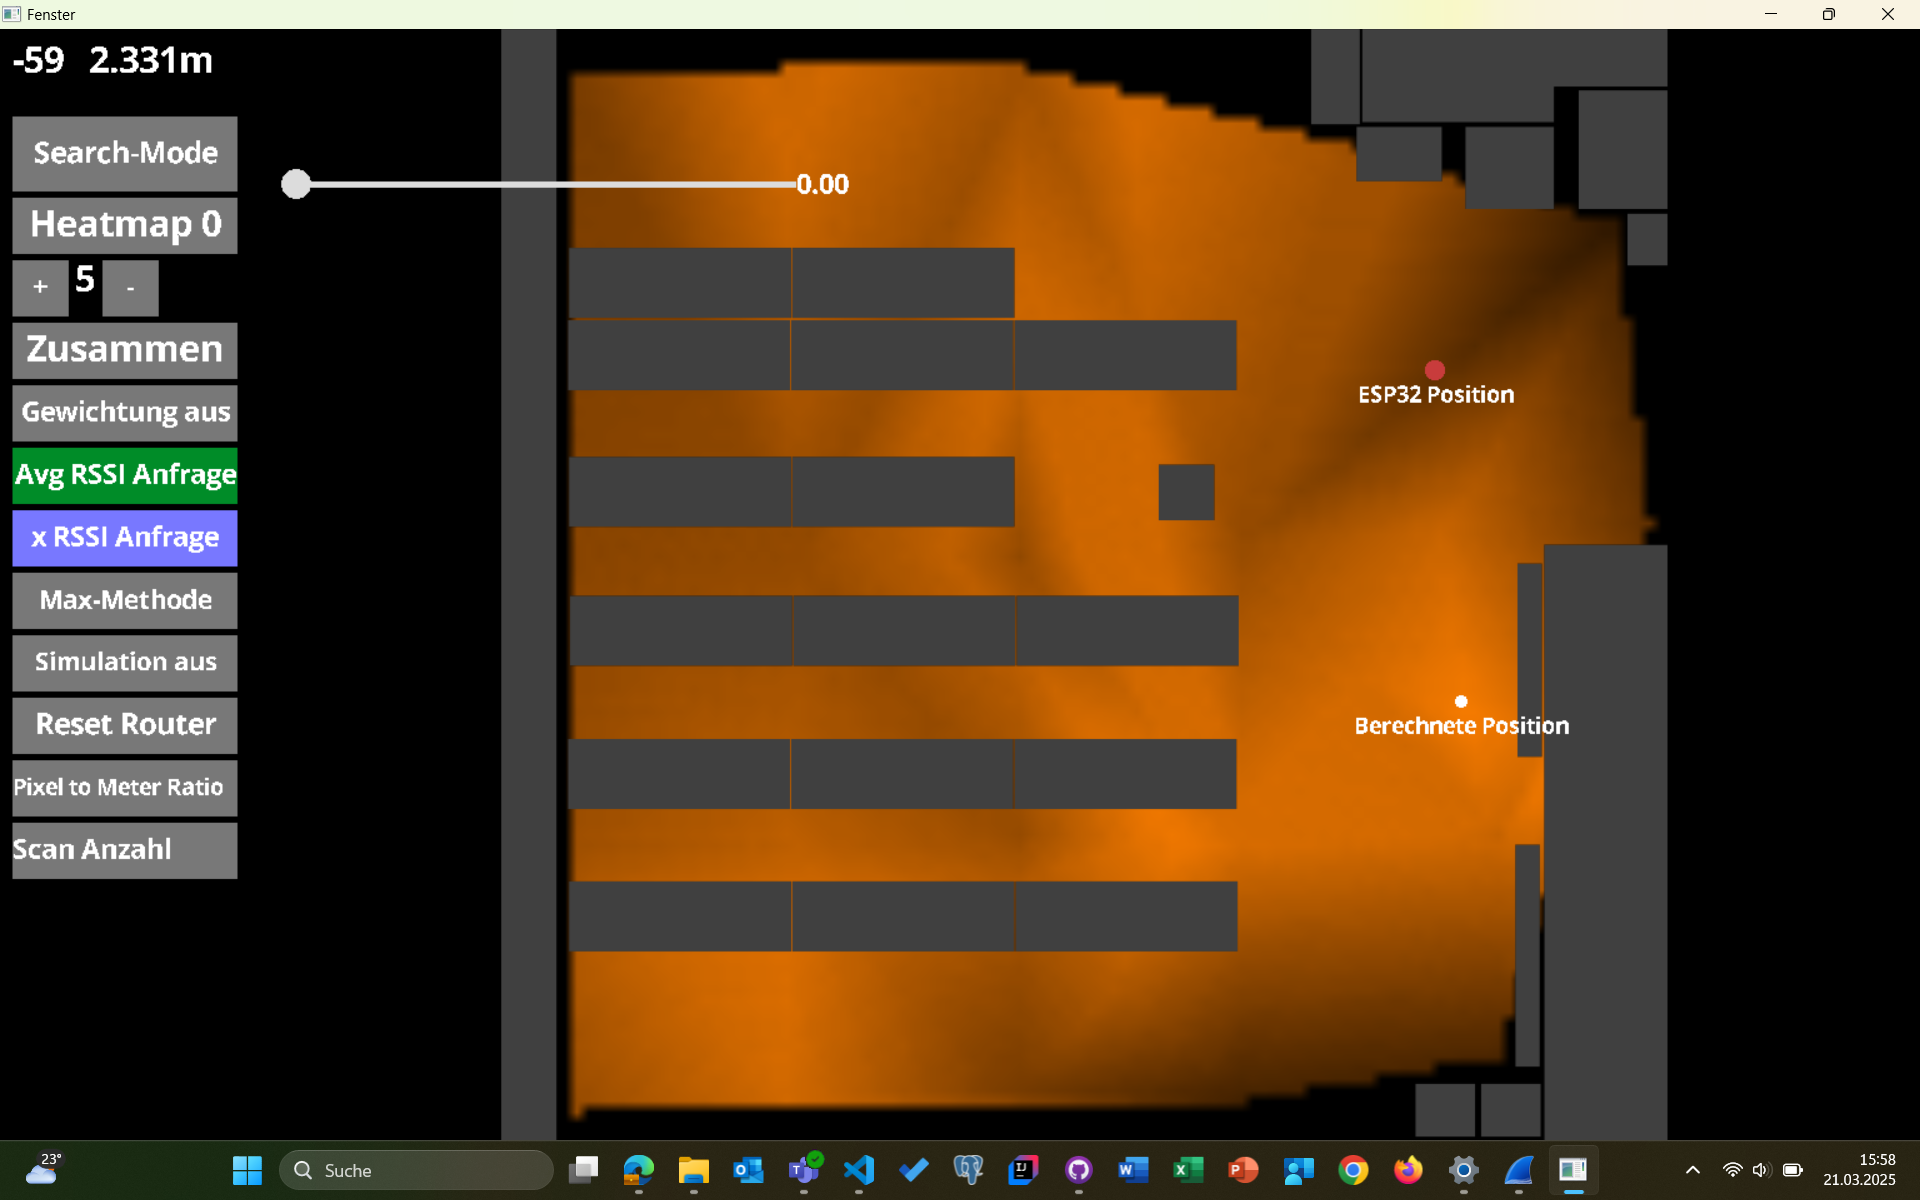 Fenster
-59 2.331m
Search-Mode
0.00
Heatmap 0
+ 5 -
Zusammen
Gewichtung aus
ESP32 Position
Avg RSSI Anfrage
x RSSI Anfrage
Max-Methode
Simulation aus
Reset Router
Berechnete Position
Pixel to Meter Ratio
Scan Anzahl
23°
Suche
15:58
21.03.2025